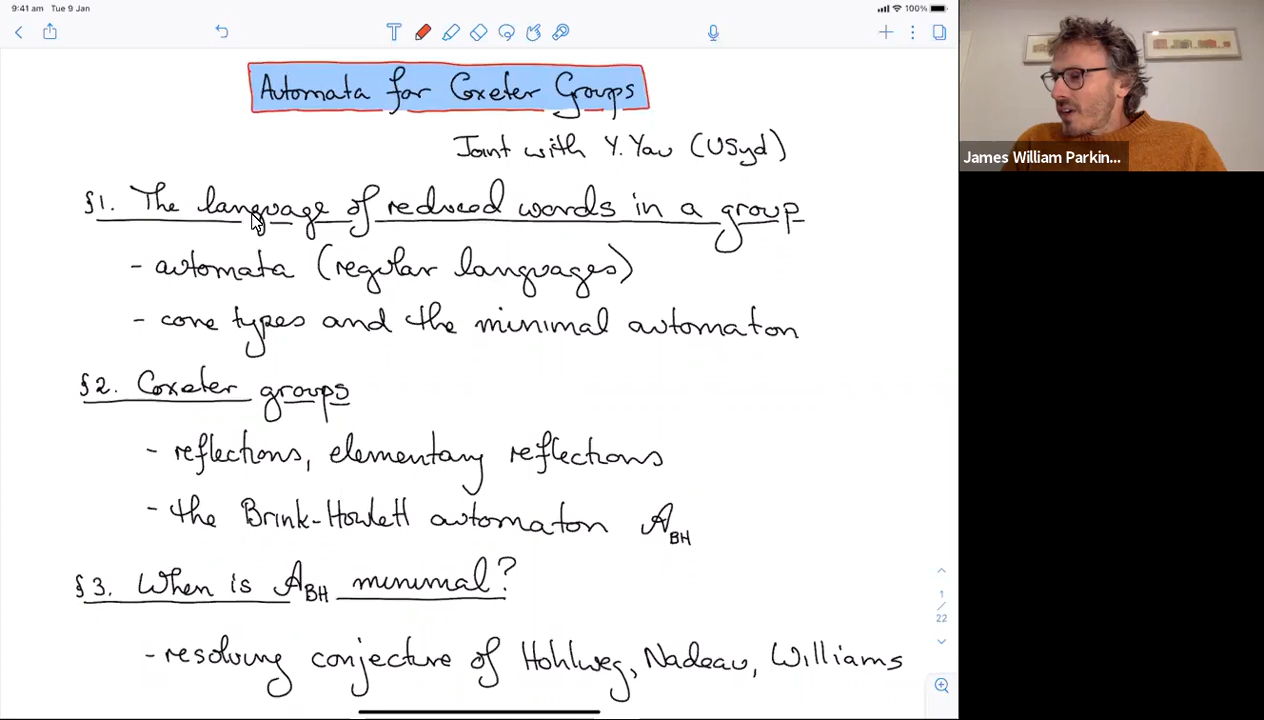 9:41 am Tue 9 Jan
100%
Automata for Coxeter Groups
Joint with Y. Yau (USyd)
James William Parkin...
§1. The language of reduced words in a group
- automata (regular languages)
- cone types and the minimal automaton
§2. Coxeter groups
- reflections, elementary reflections
- the Brink-Howlett automaton A_BH
§3. When is A_BH minimal?
- resolving conjecture of Hohlweg, Nadeau, Williams
1
/
22